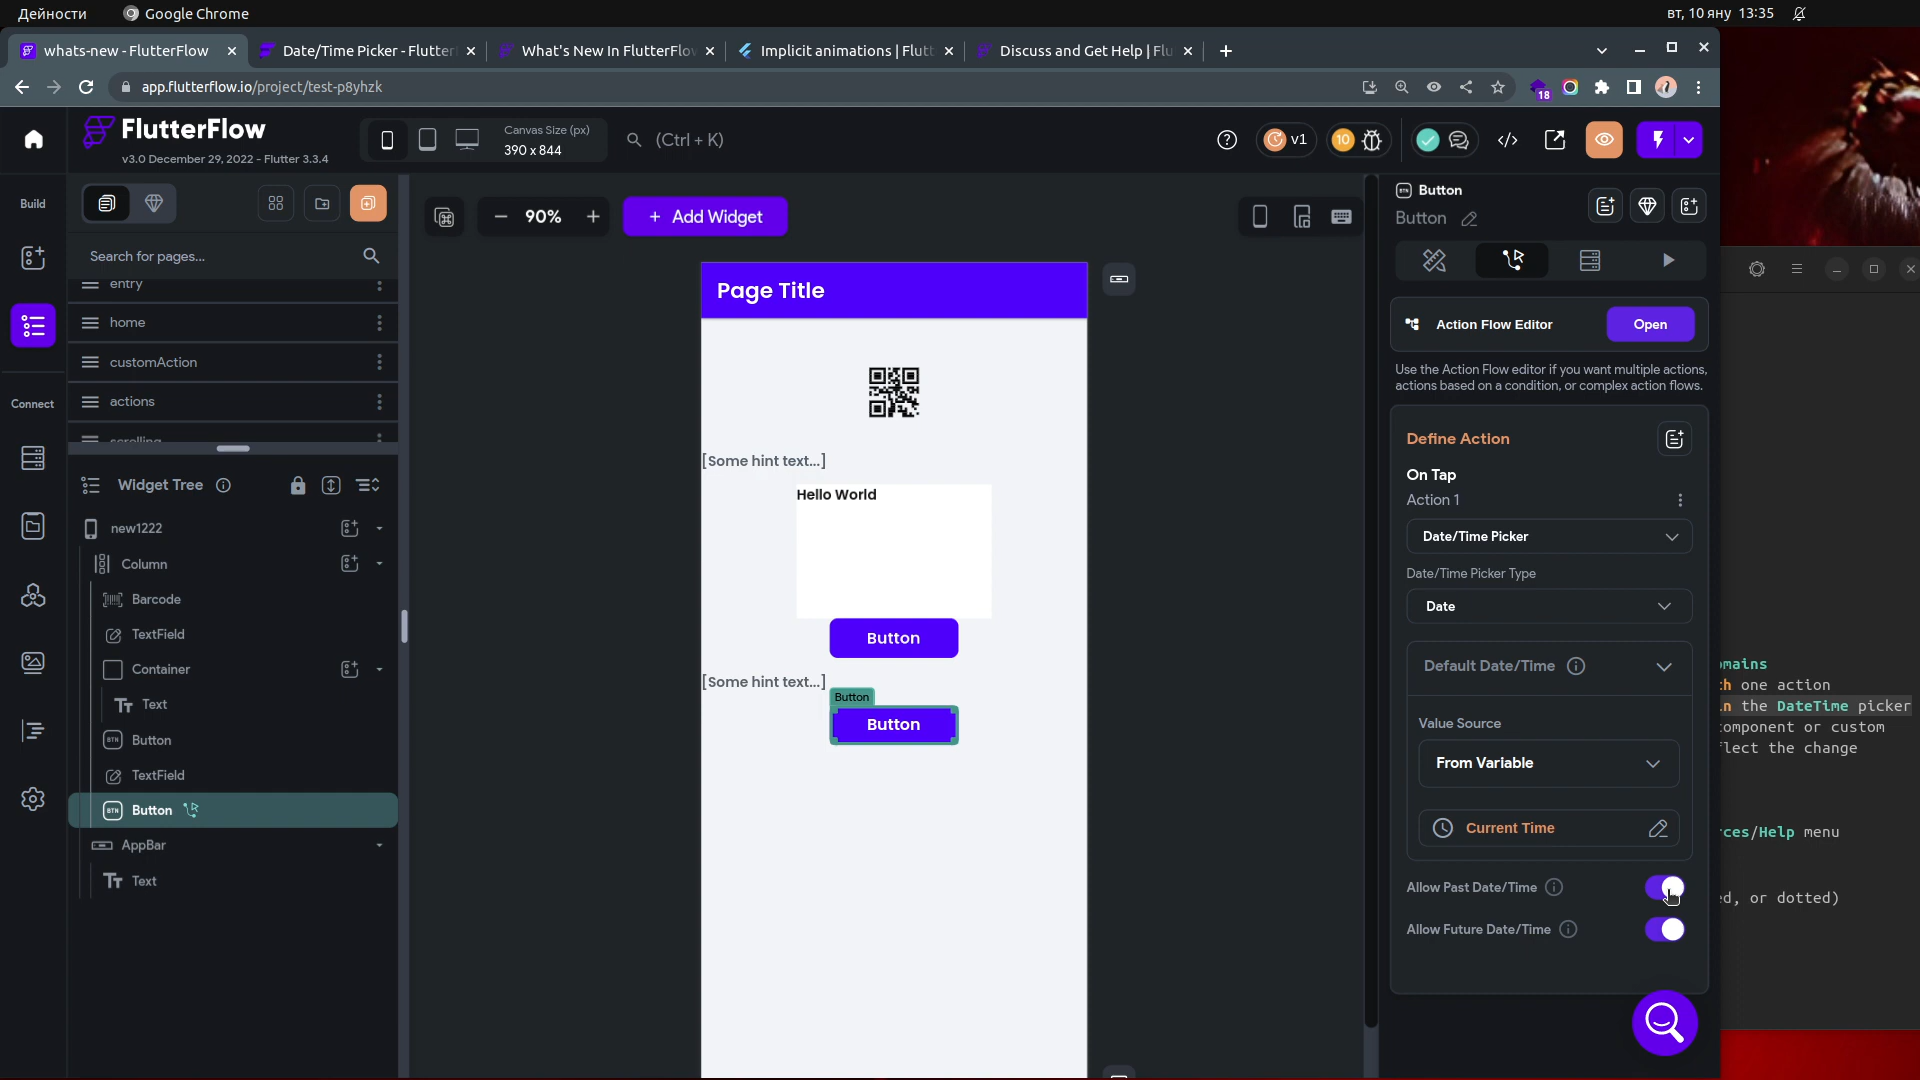 Дейности
Google Chrome
вт, 10 яну 13:35
whats-new - FlutterFlow
Date/Time Picker - Flutter
What's New In FlutterFlov
Implicit animations | Flutt
Discuss and Get Help | Flu
app.flutterflow.io/project/test-p8yhzk
18
FlutterFlow
v3.0 December 29, 2022 - Flutter 3.3.4
Canvas Size (px)
390 x 844
(Ctrl + K)
v1
10
Build
Connect
Search for pages...
entry
home
customAction
actions
scrolling
Widget Tree
new1222
Column
Barcode
TextField
Container
Text
Button
TextField
Button
AppBar
Text
90%
+ Add Widget
Page Title
[Some hint text...]
Hello World
Button
[Some hint text...]
Button
Button
Button
Button
Action Flow Editor
Open
Use the Action Flow editor if you want multiple actions,
actions based on a condition, or complex action flows.
Define Action
On Tap
Action 1
Date/Time Picker
Date/Time Picker Type
Date
Default Date/Time
Value Source
From Variable
Current Time
Allow Past Date/Time
Allow Future Date/Time
mains
h one action
n the DateTime picker
omponent or custom
flect the change
rces/Help menu
ed, or dotted)